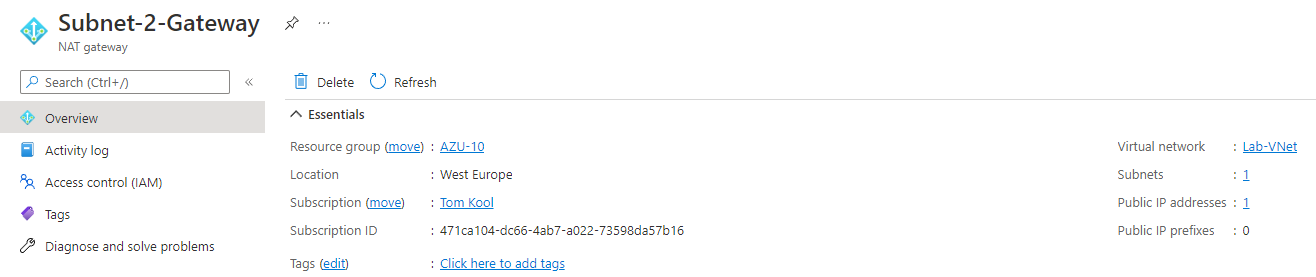 Subnet-2-Gateway ...
NAT gateway
Search (Ctrl+/) «
Delete Refresh
Overview
Activity log
Access control (IAM)
Tags
Diagnose and solve problems
Essentials
Resource group (move) : AZU-10
Location : West Europe
Subscription (move) : Tom Kool
Subscription ID : 471ca104-dc66-4ab7-a022-73598da57b16
Tags (edit) : Click here to add tags
Virtual network : Lab-VNet
Subnets : 1
Public IP addresses : 1
Public IP prefixes : 0